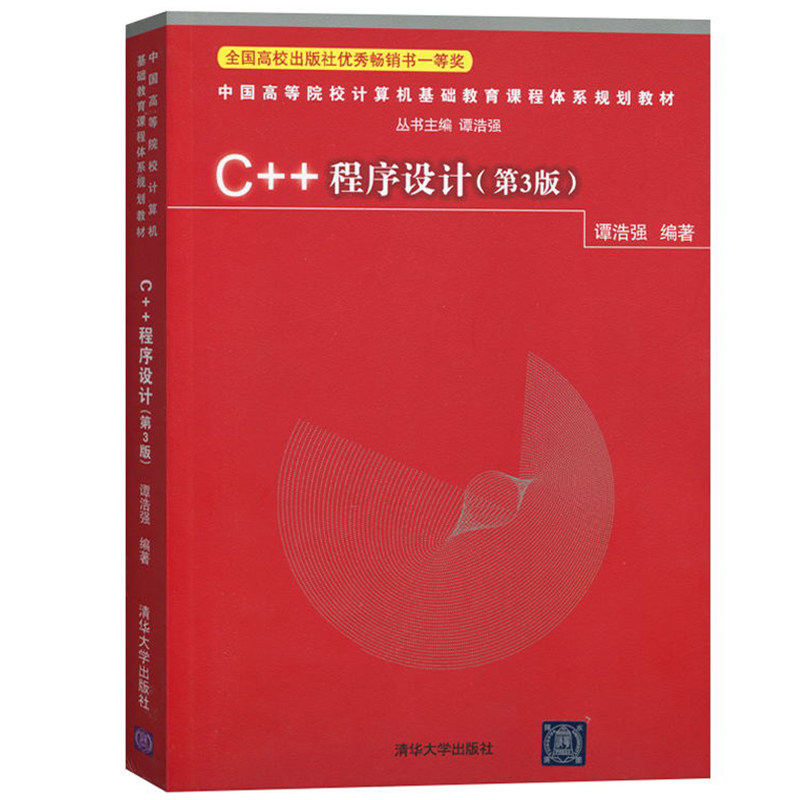 全国高校出版社优秀畅销书一等奖
中国高等院校计算机基础教育课程体系规划教材
丛书主编 谭浩强
C++程序设计(第3版)
谭浩强 编著
清华大学出版社
中国高等院校计算机
基础教育课程体系规划教材
C++程序设计(第3版)
谭浩强 编著
清华大学出版社